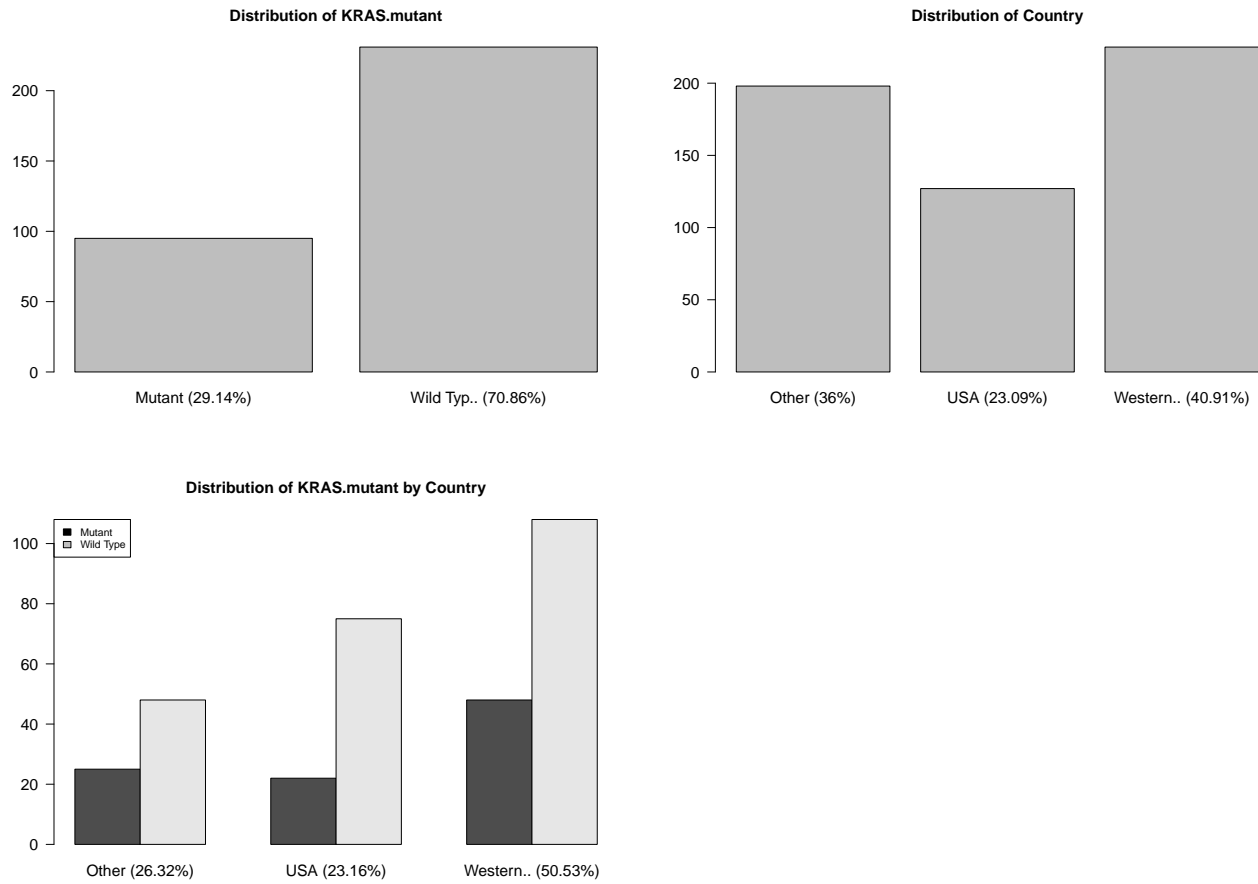 Distribution of KRAS.mutant
200
150
100
50
0
Mutant (29.14%) Wild Typ.. (70.86%)
Distribution of Country
200
150
100
50
0
Other (36%) USA (23.09%) Western.. (40.91%)
Distribution of KRAS.mutant by Country
Mutant
Wild Type
100
80
60
40
20
0
Other (26.32%) USA (23.16%) Western.. (50.53%)